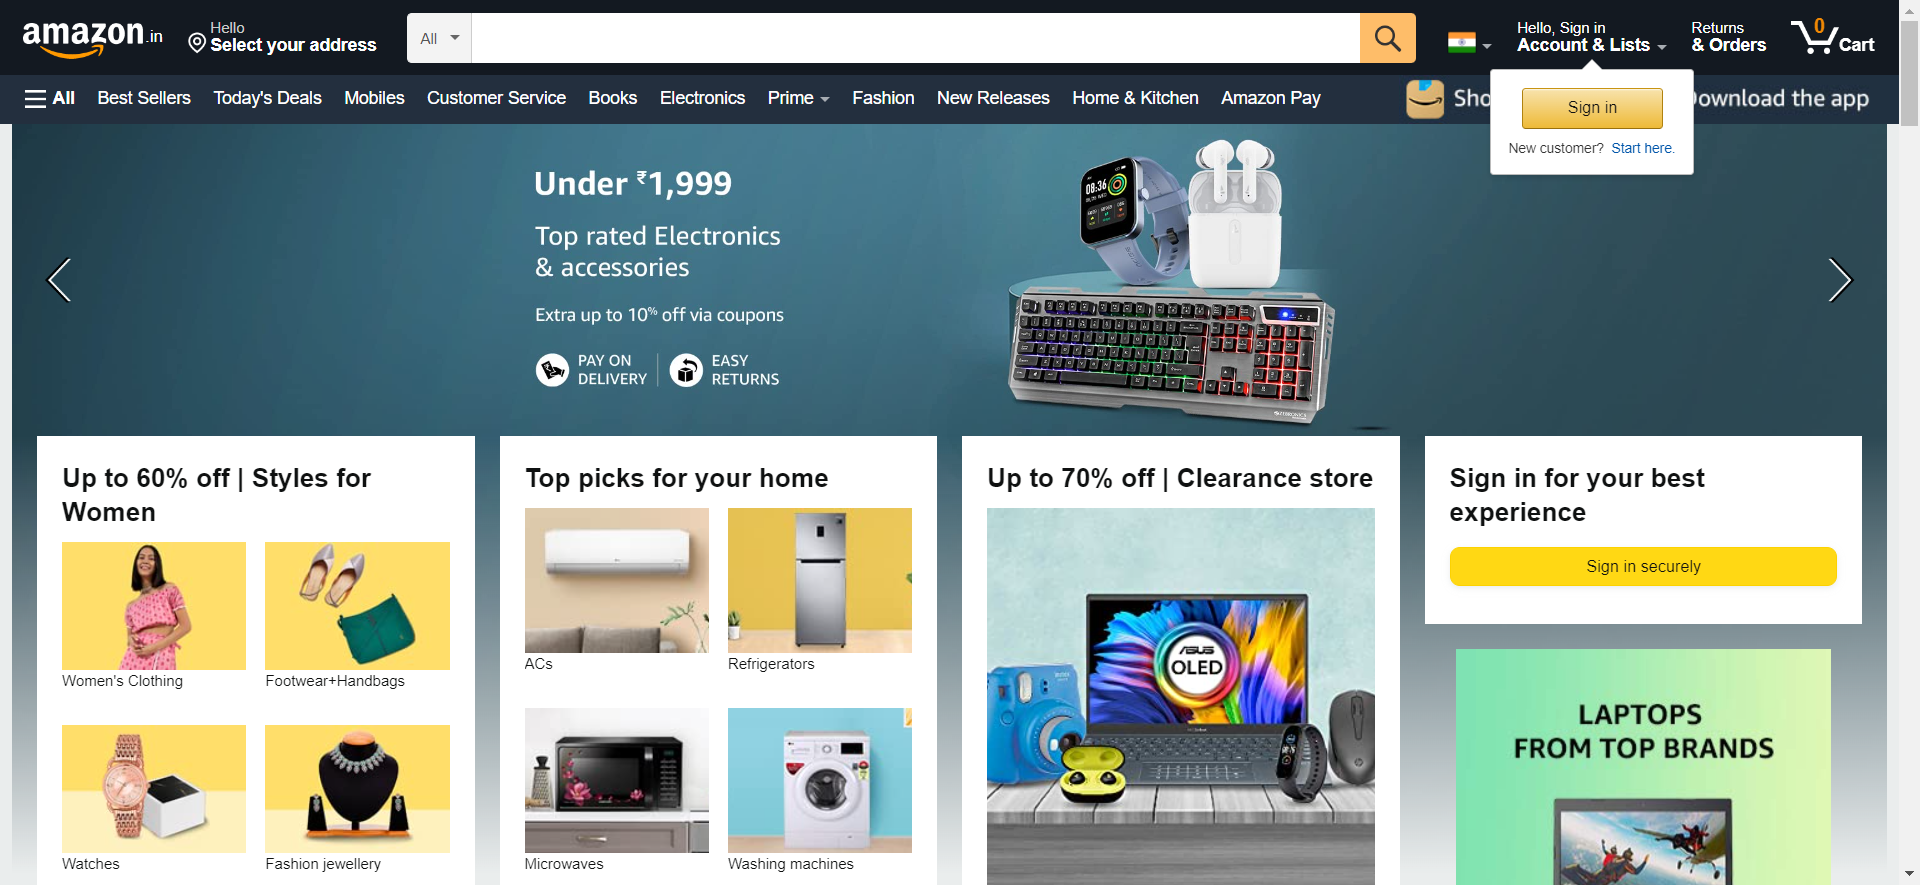 amazon.in
Hello
Select your address
All
Hello, Sign in
Account & Lists
Returns
& Orders
0
Cart
All
Best Sellers
Today's Deals
Mobiles
Customer Service
Books
Electronics
Prime
Fashion
New Releases
Home & Kitchen
Amazon Pay
Sho
Download the app
Sign in
New customer? Start here.
Under ₹1,999
Top rated Electronics
& accessories
Extra up to 10% off via coupons
PAY ON
DELIVERY
EASY
RETURNS
08:36
ZEBRONICS
Up to 60% off | Styles for
Women
Women's Clothing
Footwear+Handbags
Watches
Fashion jewellery
Top picks for your home
ACs
Refrigerators
Microwaves
Washing machines
Up to 70% off | Clearance store
ASUS
OLED
Sign in for your best
experience
Sign in securely
LAPTOPS
FROM TOP BRANDS